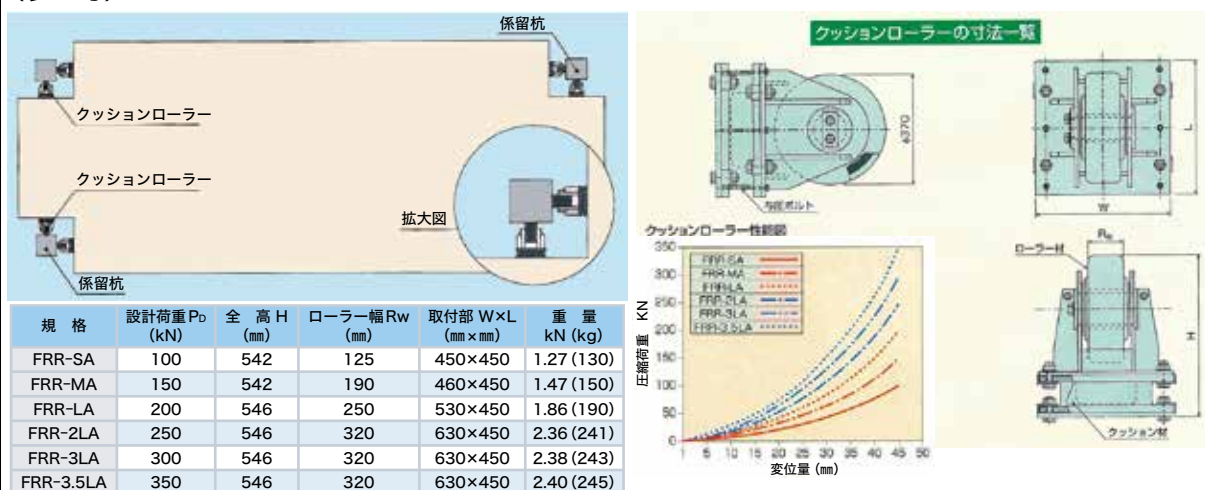 係留杭
クッションローラー
クッションローラー
拡大図
係留杭
規 格 設計荷重PD (kN) 全 高 H (㎜) ローラー幅Rw (㎜) 取付部 W×L (㎜×㎜) 重 量 kN (kg)
FRR-SA 100 542 125 450×450 1.27 (130)
FRR-MA 150 542 190 460×450 1.47 (150)
FRR-LA 200 546 250 530×450 1.86 (190)
FRR-2LA 250 546 320 630×450 2.36 (241)
FRR-3LA 300 546 320 630×450 2.38 (243)
FRR-3.5LA 350 546 320 630×450 2.40 (245)
クッションローラーの寸法一覧
φ370
L
W
クッションローラー性能図
圧縮荷重 KN
350
300
250
200
150
100
50
0
FRR-SA
FRR-MA
FRR-LA
FRR-2LA
FRR-3LA
FRR-3.5LA
1 5 10 15 20 25 30 35 40 45 50
変位量 (㎜)
Rw
ローラー材
H
クッション材